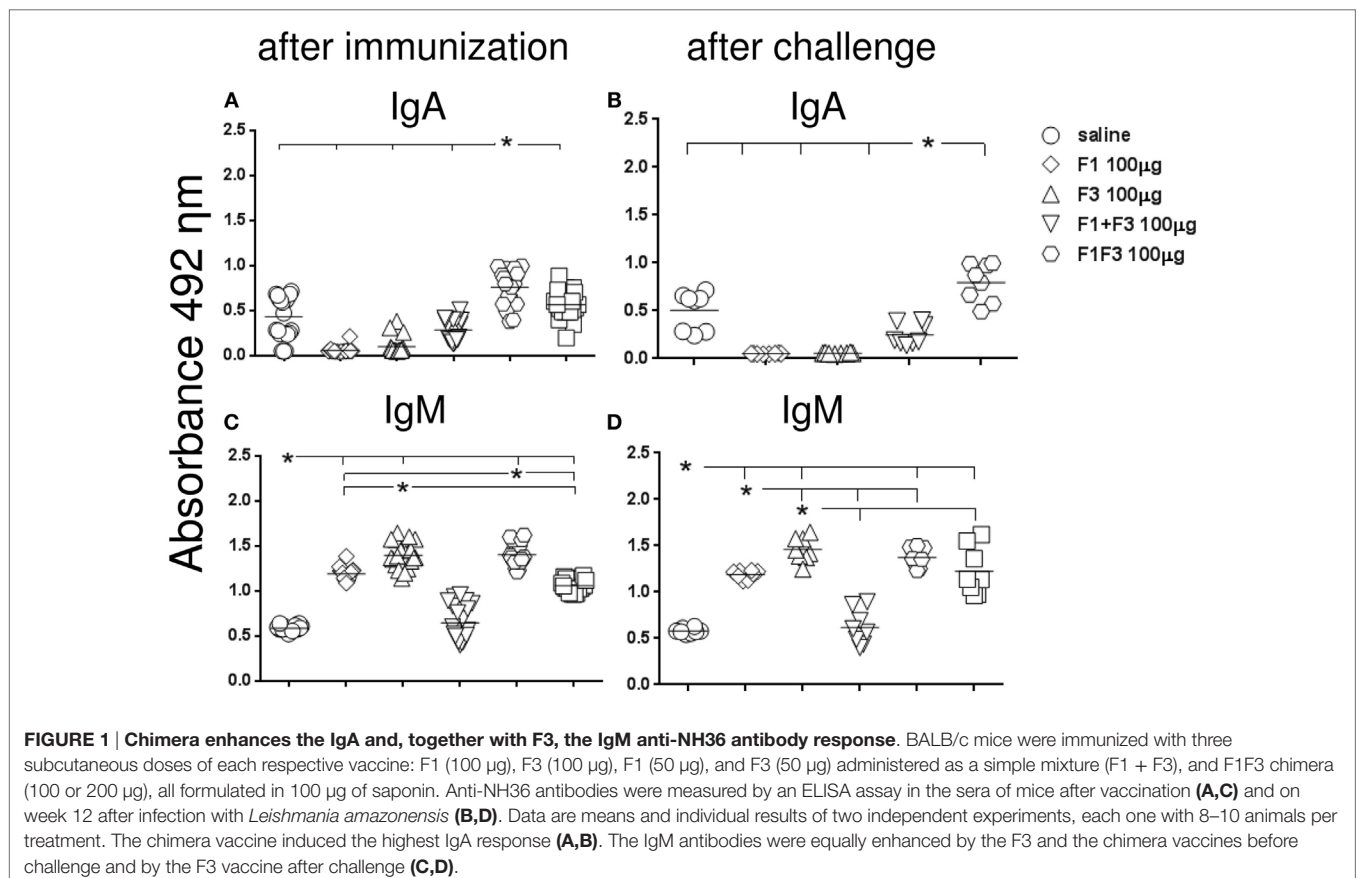 after immunization
after challenge
A
IgA
B
IgA
Absorbance 492 ηm
2.5
2.0
1.5
1.0
0.5
0.0
*
2.5
2.0
1.5
1.0
0.5
0.0
*
saline
F1 100µg
F3 100µg
F1+F3 100µg
F1F3 100µg
C
IgM
D
IgM
2.5
2.0
1.5
1.0
0.5
0.0
*
*
*
2.5
2.0
1.5
1.0
0.5
0.0
*
*
*
FIGURE 1 | Chimera enhances the IgA and, together with F3, the IgM anti-NH36 antibody response. BALB/c mice were immunized with three
subcutaneous doses of each respective vaccine: F1 (100 µg), F3 (100 µg), F1 (50 µg), and F3 (50 µg) administered as a simple mixture (F1 + F3), and F1F3 chimera
(100 or 200 µg), all formulated in 100 µg of saponin. Anti-NH36 antibodies were measured by an ELISA assay in the sera of mice after vaccination (A,C) and on
week 12 after infection with Leishmania amazonensis (B,D). Data are means and individual results of two independent experiments, each one with 8–10 animals per
treatment. The chimera vaccine induced the highest IgA response (A,B). The IgM antibodies were equally enhanced by the F3 and the chimera vaccines before
challenge and by the F3 vaccine after challenge (C,D).